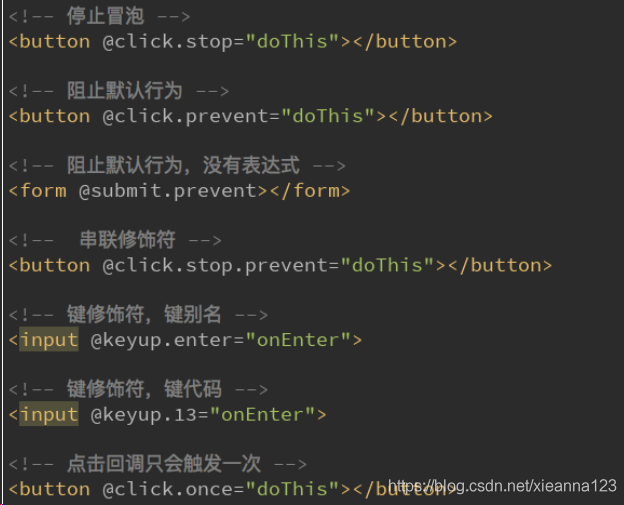 <!-- 停止冒泡 -->
<button @click.stop="doThis"></button>
<!-- 阻止默认行为 -->
<button @click.prevent="doThis"></button>
<!-- 阻止默认行为，没有表达式 -->
<form @submit.prevent></form>
<!--  串联修饰符 -->
<button @click.stop.prevent="doThis"></button>
<!-- 键修饰符，键别名 -->
<input @keyup.enter="onEnter">
<!-- 键修饰符，键代码 -->
<input @keyup.13="onEnter">
<!-- 点击回调只会触发一次 -->
<button @click.once="doThis"></button>
https://blog.csdn.net/xieanna123